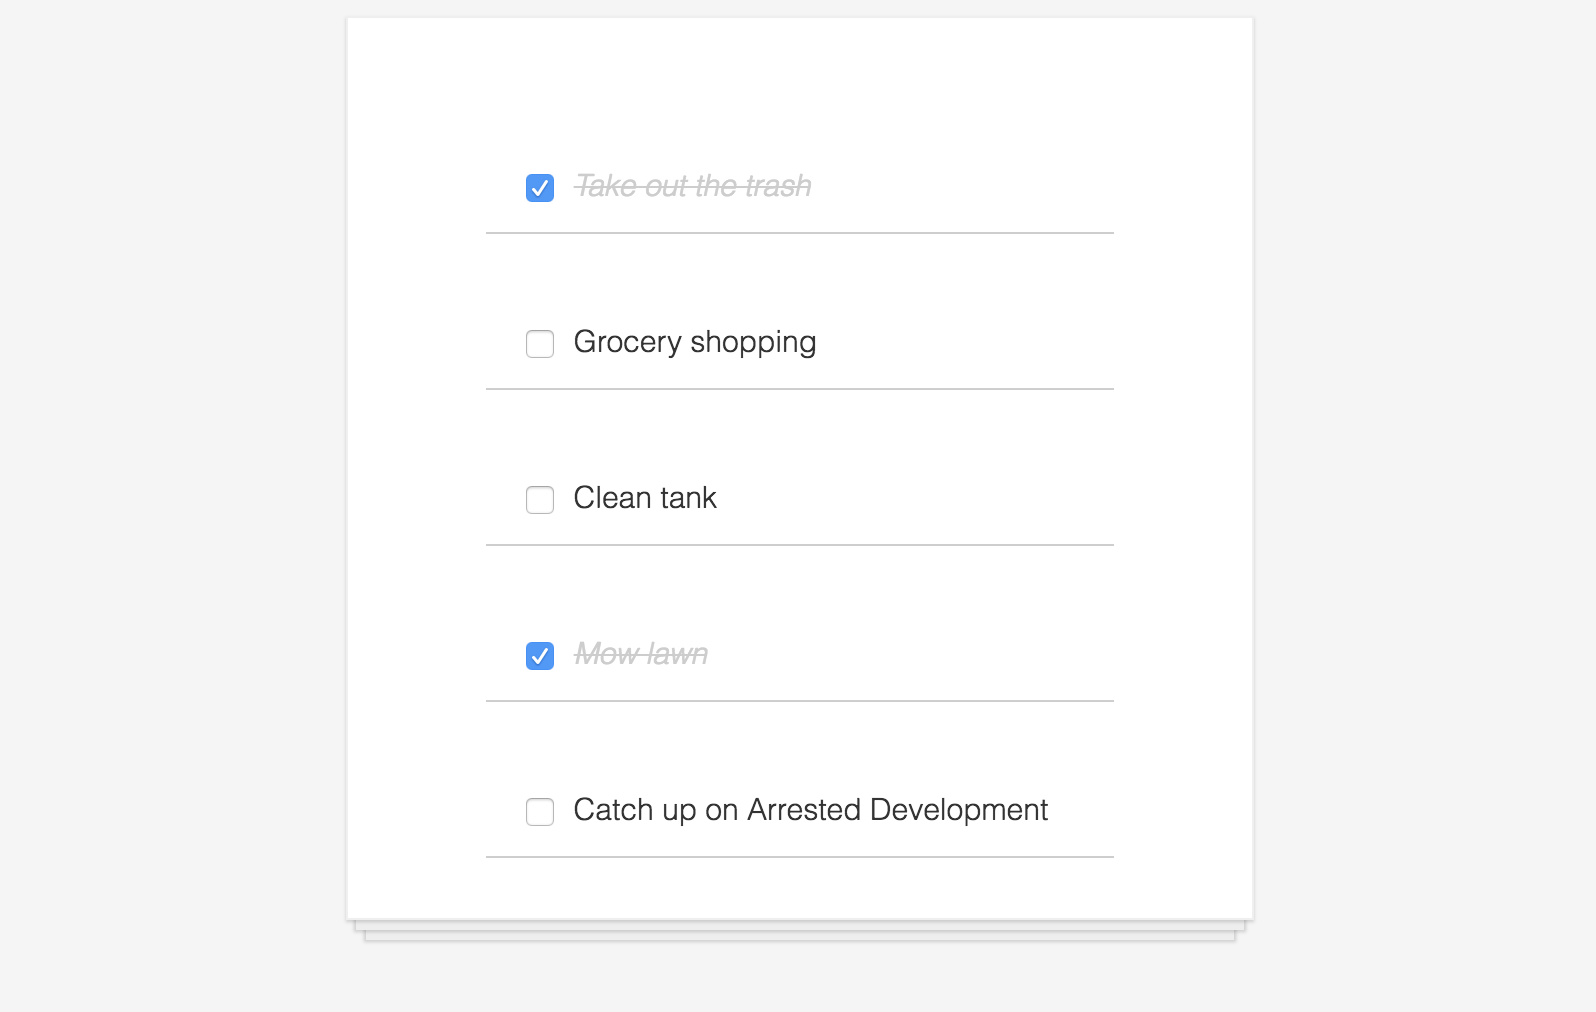 Take out the trash
Grocery shopping
Clean tank
Mow lawn
Catch up on Arrested Development